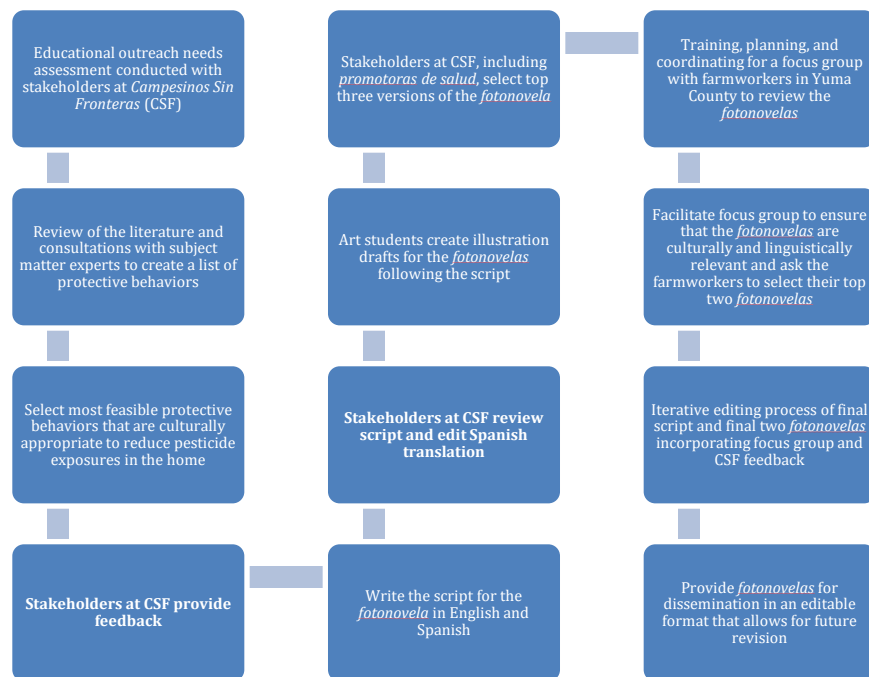 Educational outreach needs
assessment conducted with
stakeholders at Campesinos Sin
Fronteras (CSF)
Review of the literature and
consultations with subject
matter experts to create a list of
protective behaviors
Select most feasible protective
behaviors that are culturally
appropriate to reduce pesticide
exposures in the home
Stakeholders at CSF provide
feedback
Write the script for the
fotonovela in English and
Spanish
Stakeholders at CSF review
script and edit Spanish
translation
Art students create illustration
drafts for the fotonovelas
following the script
Stakeholders at CSF, including
promotoras de salud, select top
three versions of the fotonovela
Training, planning, and
coordinating for a focus group
with farmworkers in Yuma
County to review the
fotonovelas
Facilitate focus group to ensure
that the fotonovelas are
culturally and linguistically
relevant and ask the
farmworkers to select their top
two fotonovelas
Iterative editing process of final
script and final two fotonovelas
incorporating focus group and
CSF feedback
Provide fotonovelas for
dissemination in an editable
format that allows for future
revision